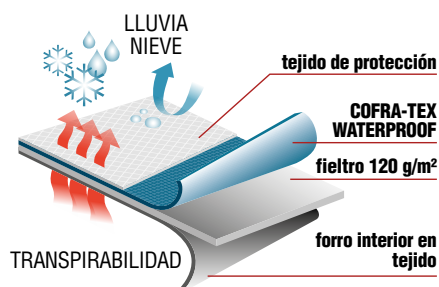 LLUVIA
NIEVE
tejido de protección
COFRA-TEX
WATERPROOF
fieltro 120 g/m²
forro interior en
tejido
TRANSPIRABILIDAD